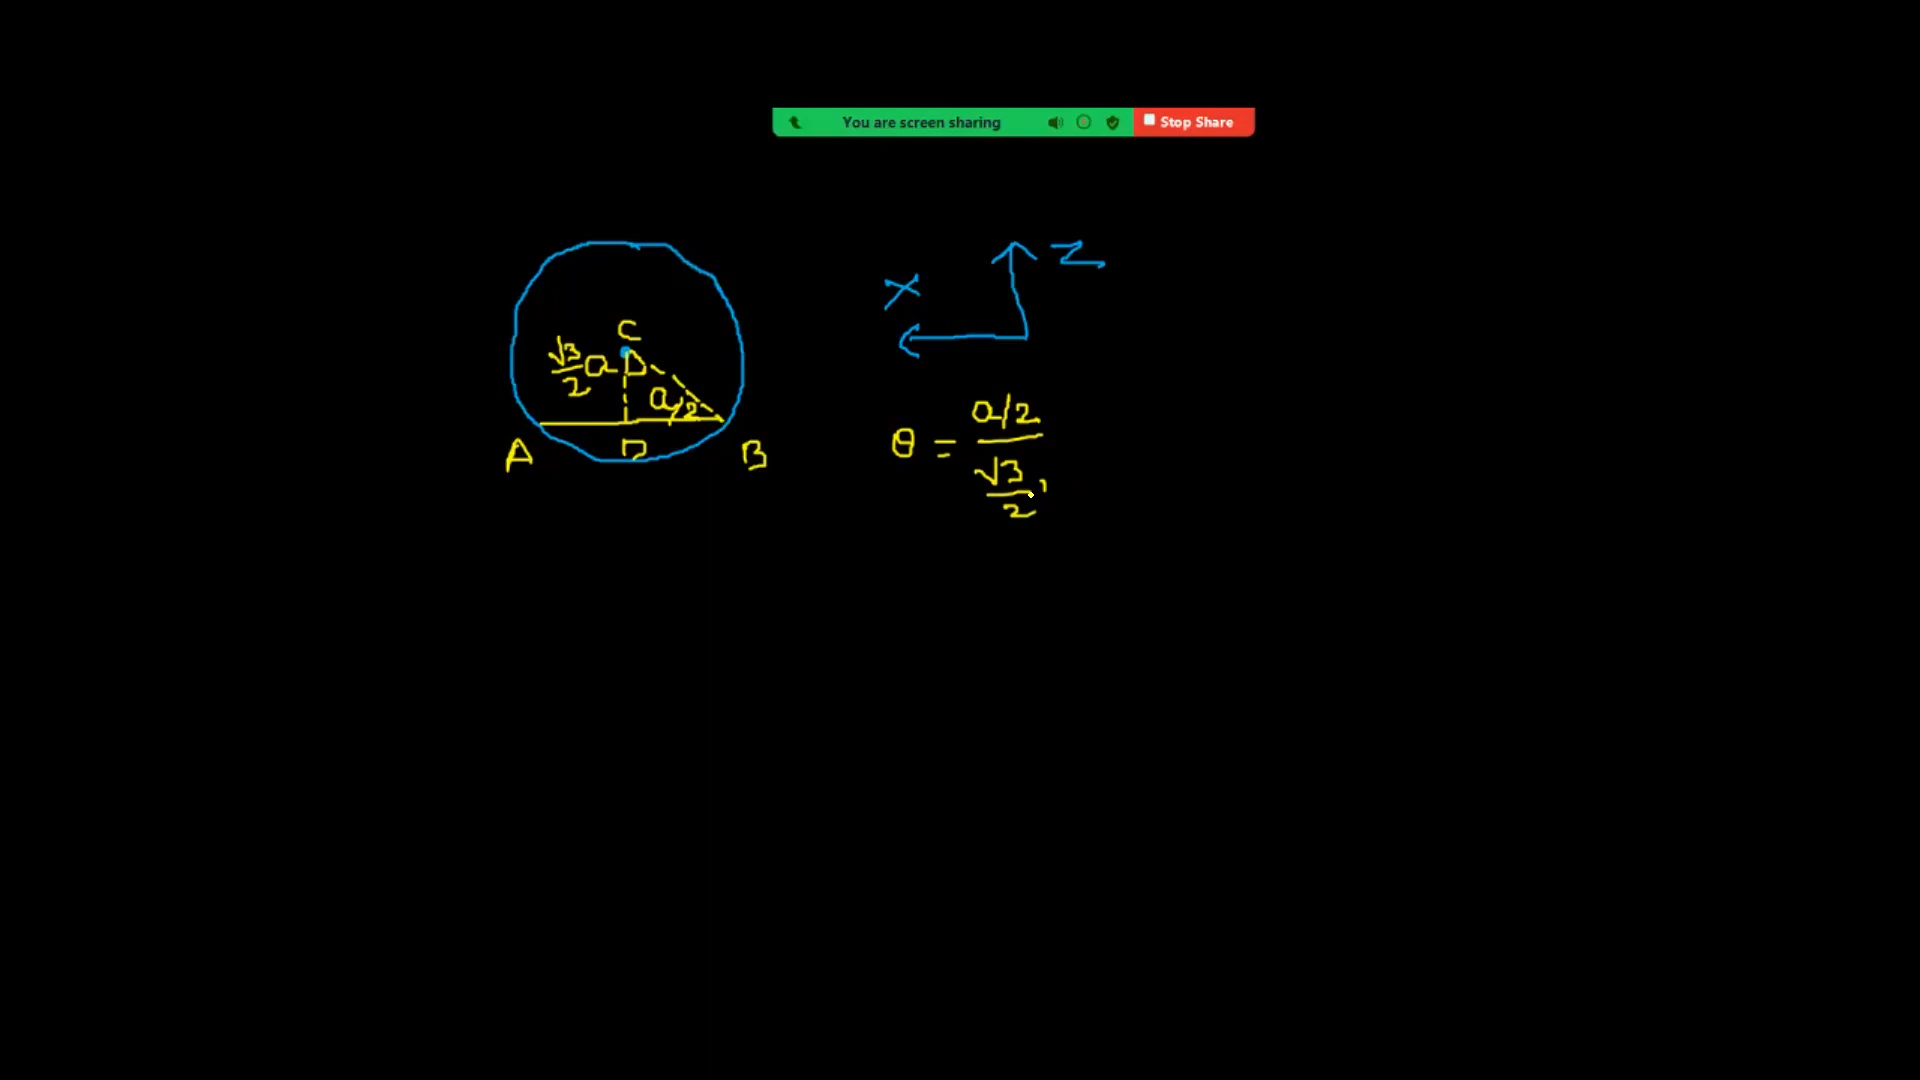 You are screen sharing Stop Share
Z
X
C
√3/2 a
a/2
A D B
θ = a/2
√3/2